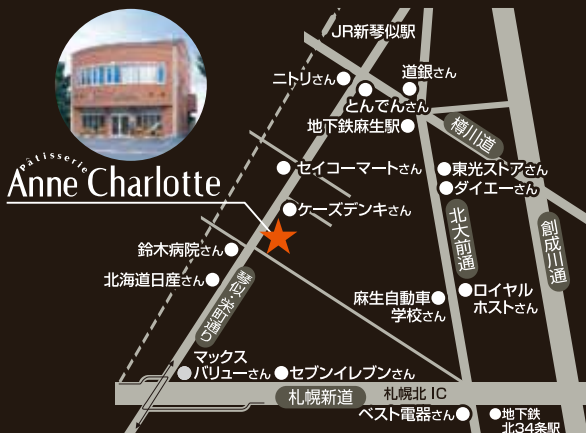 JR新琴似駅
ニトリさん
道銀さん
とんでんさん
地下鉄麻生駅
樽川道
Pâtisserie
Anne Charlotte
セイコーマートさん
東光ストアさん
ダイエーさん
ケーズデンキさん
北大前通
創成川通
鈴木病院さん
北海道日産さん
琴似・栄町通り
麻生自動車
学校さん
ロイヤル
ホストさん
マックス
バリューさん
セブンイレブンさん
札幌新道
札幌北 IC
ベスト電器さん
地下鉄
北34条駅